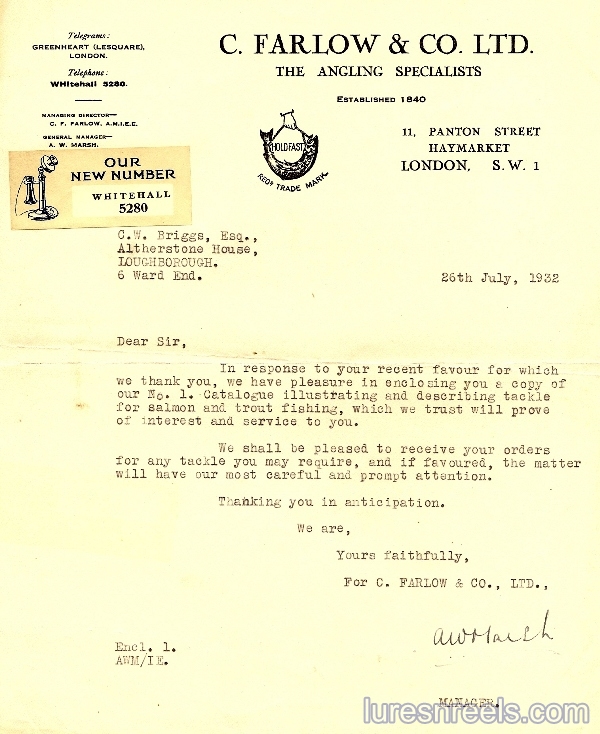 Telegrams:
GREENHEART (LESQUARE),
LONDON.
Telephone:
WHitehall 5280.
MANAGING DIRECTOR—
C. F. FARLOW, A.M.I.E.E.
GENERAL MANAGER—
A. W. MARSH.
OUR
NEW NUMBER
WHITEHALL
5280
C. FARLOW & CO. LTD.
THE ANGLING SPECIALISTS
ESTABLISHED 1840
HOLDFAST
REGD TRADE MARK.
11, PANTON STREET
HAYMARKET
LONDON, S.W. 1
C.W. Briggs, Esq.,
Altherstone House,
LOUGHBOROUGH.
6 Ward End.
26th July, 1932
Dear Sir,
In response to your recent favour for which
we thank you, we have pleasure in enclosing you a copy of
our No. 1. Catalogue illustrating and describing tackle
for salmon and trout fishing, which we trust will prove
of interest and service to you.
We shall be pleased to receive your orders
for any tackle you may require, and if favoured, the matter
will have our most careful and prompt attention.
Thanking you in anticipation.
We are,
Yours faithfully,
For C. FARLOW & CO., LTD.,
AWMarsh
Encl. 1.
AWM/IE.
MANAGER.
luresnreels.com